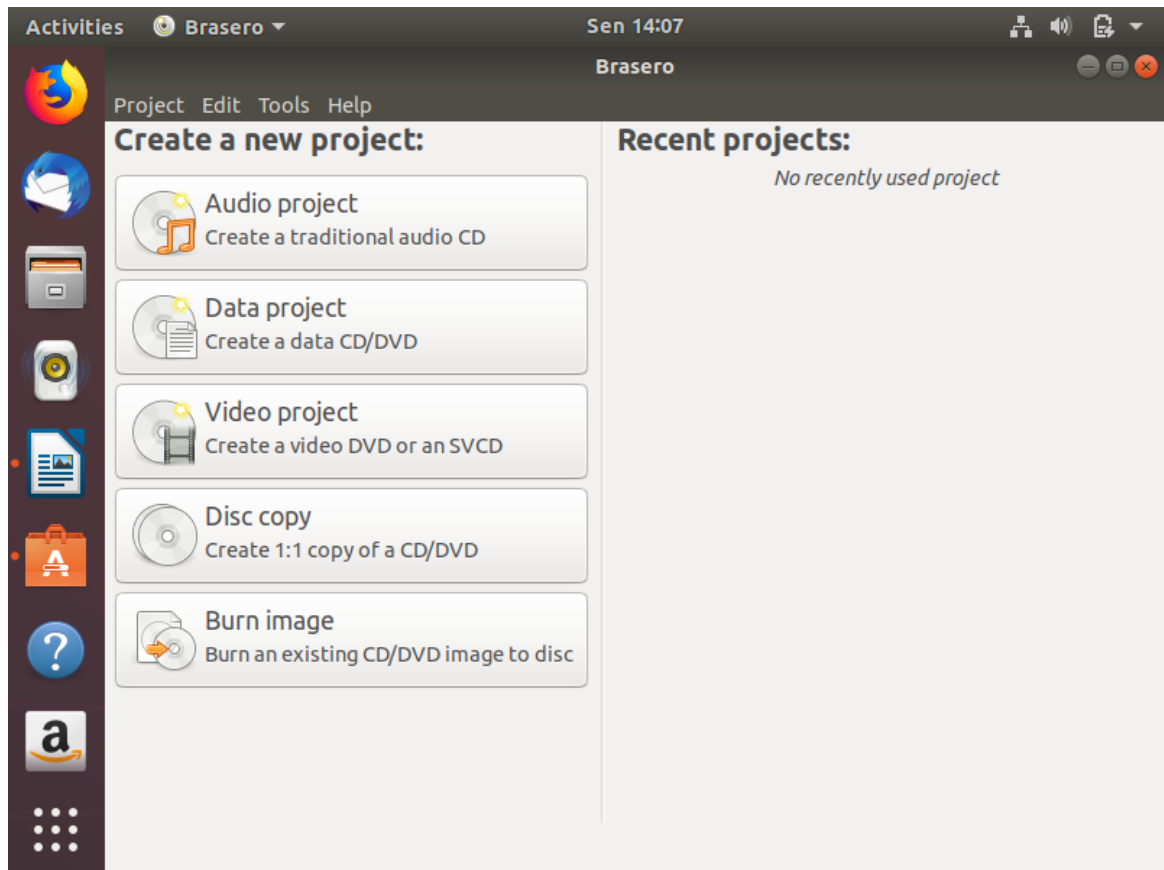 Activities Brasero Sen 14:07
Brasero
Project Edit Tools Help
Create a new project:
Audio project
Create a traditional audio CD
Data project
Create a data CD/DVD
Video project
Create a video DVD or an SVCD
Disc copy
Create 1:1 copy of a CD/DVD
Burn image
Burn an existing CD/DVD image to disc
Recent projects:
No recently used project
A
?
a